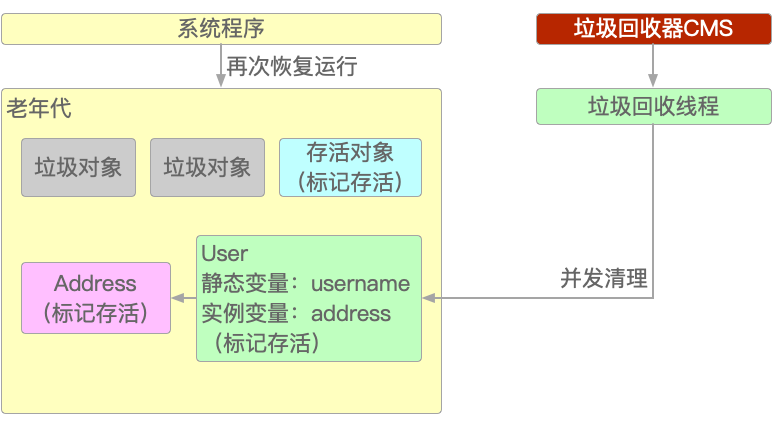 系统程序
垃圾回收器CMS
再次恢复运行
老年代
垃圾回收线程
垃圾对象
垃圾对象
存活对象
（标记存活）
User
静态变量：username
实例变量：address
（标记存活）
Address
（标记存活）
并发清理